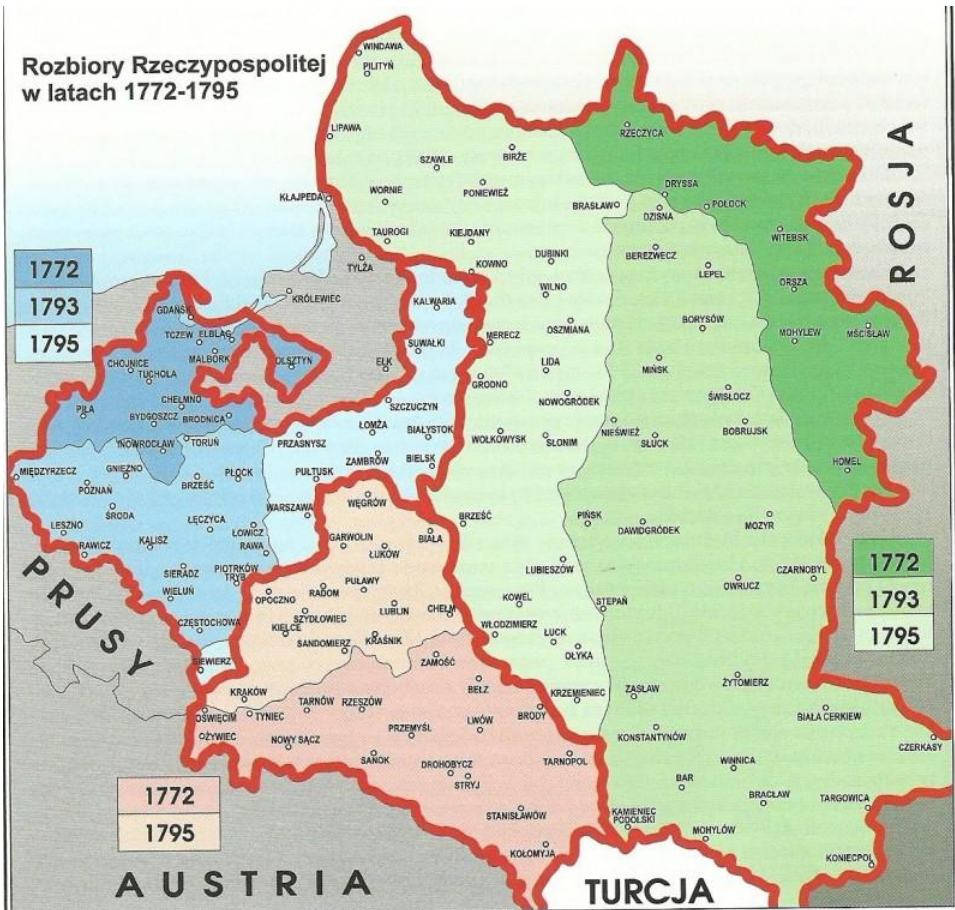 Rozbiory Rzeczypospolitej
w latach 1772-1795
WINDAWA
PILITYŃ
LIPAWA
RZECZYCA
SZAWLE
BIRŻE
WORNIE
PONIEWIEŻ
DRYSSA
KŁAJPEDA
BRASŁAW
DZISNA
POŁOCK
TAUROGI
KIEJDANY
WITEBSK
DUBINKI
BEREZWECZ
LEPEL
TYLŻA
KOWNO
ORSZA
KRÓLEWIEC
WILNO
KALWARIA
1772
1793
1795
GDAŃSK
TCZEW
ELBLĄG
OSZMIANA
BORYSÓW
MOHYLEW
MŚCISŁAW
MERECZ
SUWAŁKI
MALBORK
CHOJNICE
OLSZTYN
EŁK
LIDA
MIŃSK
TUCHOLA
GRODNO
NOWOGRÓDEK
ŚWISŁOCZ
CHEŁMNO
SZCZUCZYN
PIŁA
BYDGOSZCZ
BRODNICA
ŁOMŻA
BIAŁYSTOK
WOŁKOWYSK
SŁONIM
NIEŚWIEŻ
SŁUCK
BOBRUJSK
INOWROCŁAW
TORUŃ
PRZASNYSZ
ZAMBRÓW
BIELSK
HOMEL
MIĘDZYRZECZ
GNIEZNO
POZNAŃ
BRZEŚĆ
PŁOCK
PUŁTUSK
WĘGRÓW
ŚRODA
WARSZAWA
LESZNO
ŁĘCZYCA
ŁOWICZ
BRZEŚĆ
PIŃSK
DAWIDGRÓDEK
MOZYR
RAWICZ
KALISZ
RAWA
GARWOLIN
BIAŁA
ŁUKÓW
SIERADZ
PIOTRKÓW
TRYB.
LUBIESZÓW
CZARNOBYL
WIELUŃ
PUŁAWY
OWRUCZ
OPOCZNO
RADOM
LUBLIN
CHEŁM
KOWEL
STEPAŃ
SZYDŁOWIEC
CZĘSTOCHOWA
KIELCE
KRAŚNIK
WŁODZIMIERZ
SANDOMIERZ
ŁUCK
OŁYKA
SIEWIERZ
ZAMOŚĆ
KRAKÓW
BEŁZ
KRZEMIENIEC
ZASŁAW
ŻYTOMIERZ
OŚWIĘCIM
TYNIEC
TARNÓW
RZESZÓW
BRODY
BIAŁA CERKIEW
OŻYWIEC
PRZEMYŚL
LWÓW
KONSTANTYNÓW
CZERKASY
NOWY SĄCZ
SANOK
DROHOBYCZ
TARNOPOL
WINNICA
STRYJ
BAR
BRACŁAW
TARGOWICA
STANISŁAWÓW
KAMIENIEC
PODOLSKI
MOHYLÓW
KOŁOMYJA
KONIECPOL
ROSJA
1772
1793
1795
PRUSY
1772
1795
AUSTRIA
TURCJA